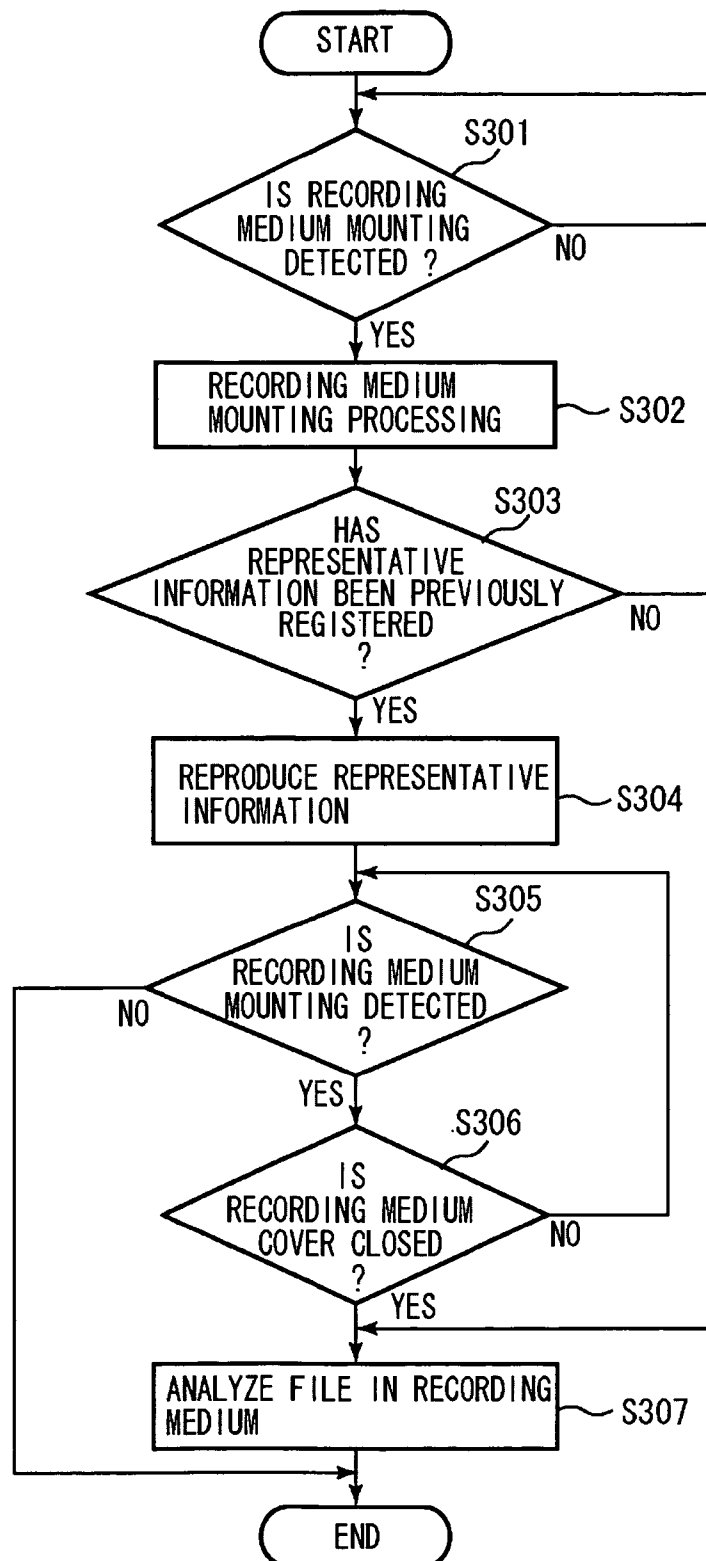 START
S301
IS RECORDING
MEDIUM MOUNTING
DETECTED ?
NO
YES
RECORDING MEDIUM
MOUNTING PROCESSING
S302
S303
HAS
REPRESENTATIVE
INFORMATION BEEN PREVIOUSLY
REGISTERED
?
NO
YES
REPRODUCE REPRESENTATIVE
INFORMATION
S304
S305
IS
RECORDING MEDIUM
MOUNTING DETECTED
?
NO
YES
S306
IS
RECORDING MEDIUM
COVER CLOSED
?
NO
YES
ANALYZE FILE IN RECORDING
MEDIUM
S307
END